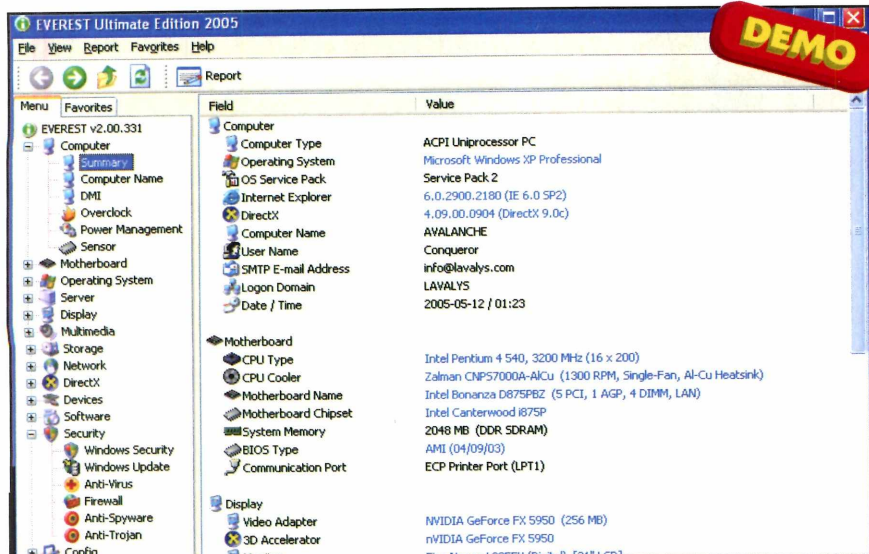 EVEREST Ultimate Edition 2005
DEMO
File View Report Favorites Help
Report
Menu Favorites
EVEREST v2.00.331
Computer
Summary
Computer Name
DMI
Overclock
Power Management
Sensor
Motherboard
Operating System
Server
Display
Multimedia
Storage
Network
DirectX
Devices
Software
Security
Windows Security
Windows Update
Anti-Virus
Firewall
Anti-Spyware
Anti-Trojan
Config
Field Value
Computer
Computer Type ACPI Uniprocessor PC
Operating System Microsoft Windows XP Professional
OS Service Pack Service Pack 2
Internet Explorer 6.0.2900.2180 (IE 6.0 SP2)
DirectX 4.09.00.0904 (DirectX 9.0c)
Computer Name AVALANCHE
User Name Conqueror
SMTP E-mail Address info@lavalys.com
Logon Domain LAVALYS
Date / Time 2005-05-12 / 01:23
Motherboard
CPU Type Intel Pentium 4 540, 3200 MHz (16 x 200)
CPU Cooler Zalman CNPS7000A-AlCu (1300 RPM, Single-Fan, Al-Cu Heatsink)
Motherboard Name Intel Bonanza D875PBZ (5 PCI, 1 AGP, 4 DIMM, LAN)
Motherboard Chipset Intel Canterwood i875P
System Memory 2048 MB (DDR SDRAM)
BIOS Type AMI (04/09/03)
Communication Port ECP Printer Port (LPT1)
Display
Video Adapter NVIDIA GeForce FX 5950 (256 MB)
3D Accelerator nVIDIA GeForce FX 5950